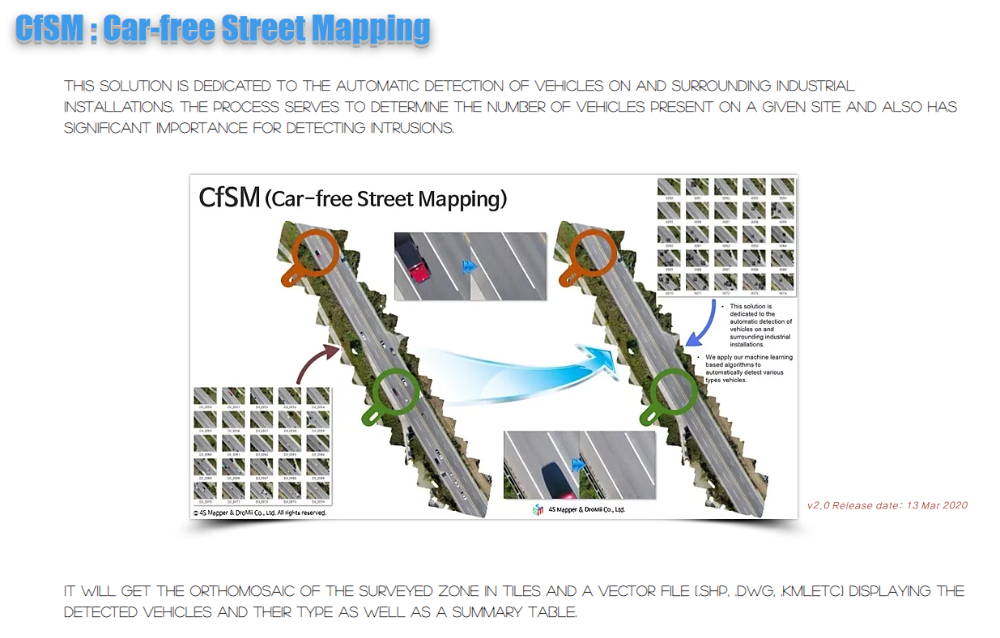 CfSM : Car-free Street Mapping
THIS SOLUTION IS DEDICATED TO THE AUTOMATIC DETECTION OF VEHICLES ON AND SURROUNDING INDUSTRIAL
INSTALLATIONS. THE PROCESS SERVES TO DETERMINE THE NUMBER OF VEHICLES PRESENT ON A GIVEN SITE AND ALSO HAS
SIGNIFICANT IMPORTANCE FOR DETECTING INTRUSIONS.
CfSM (Car-free Street Mapping)
• This solution is
dedicated to the
automatic detection of
vehicles on and
surrounding industrial
installations.
• We apply our machine learning
based algorithms to
automatically detect various
types vehicles.
© 4S Mapper & DroMii Co., Ltd. All rights reserved.
4S Mapper & DroMii Co., Ltd.
v2.0 Release date: 13 Mar 2020
IT WILL GET THE ORTHOMOSAIC OF THE SURVEYED ZONE IN TILES AND A VECTOR FILE (.SHP, .DWG, .KMLETC) DISPLAYING THE
DETECTED VEHICLES AND THEIR TYPE AS WELL AS A SUMMARY TABLE.